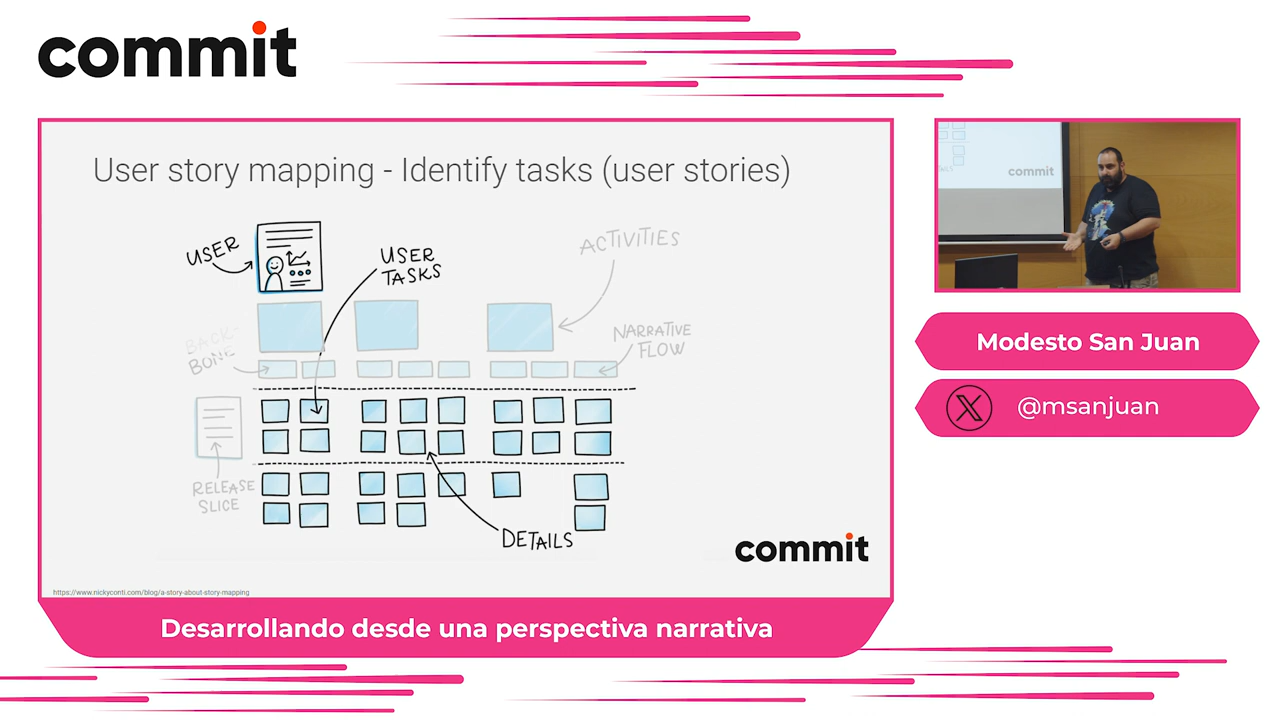 commit
User story mapping - Identify tasks (user stories)
USER
USER
TASKS
ACTIVITIES
BACK-
BONE
NARRATIVE
FLOW
RELEASE
SLICE
DETAILS
commit
https://www.nickyconti.com/blog/a-story-about-story-mapping
Desarrollando desde una perspectiva narrativa
commit
Modesto San Juan
@msanjuan